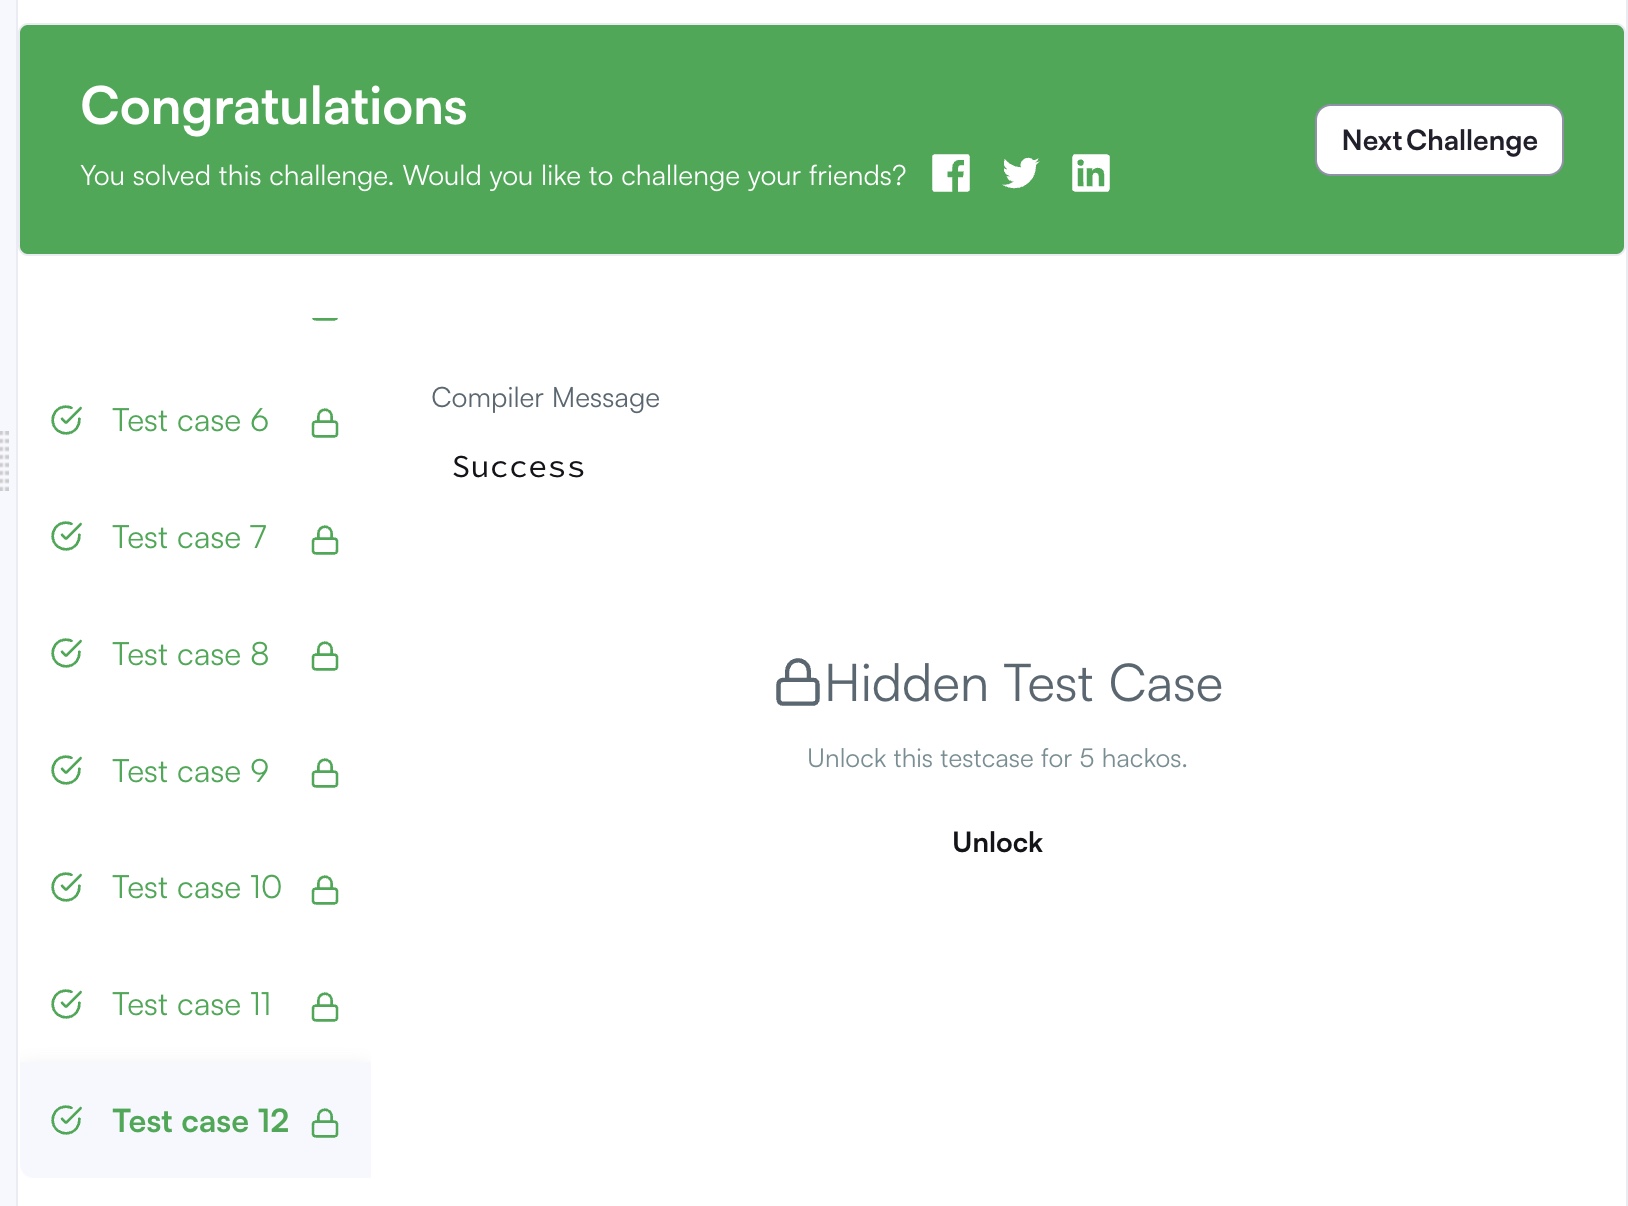 Congratulations
You solved this challenge. Would you like to challenge your friends?
Next Challenge
Test case 6
Test case 7
Test case 8
Test case 9
Test case 10
Test case 11
Test case 12
Compiler Message
Success
Hidden Test Case
Unlock this testcase for 5 hackos.
Unlock